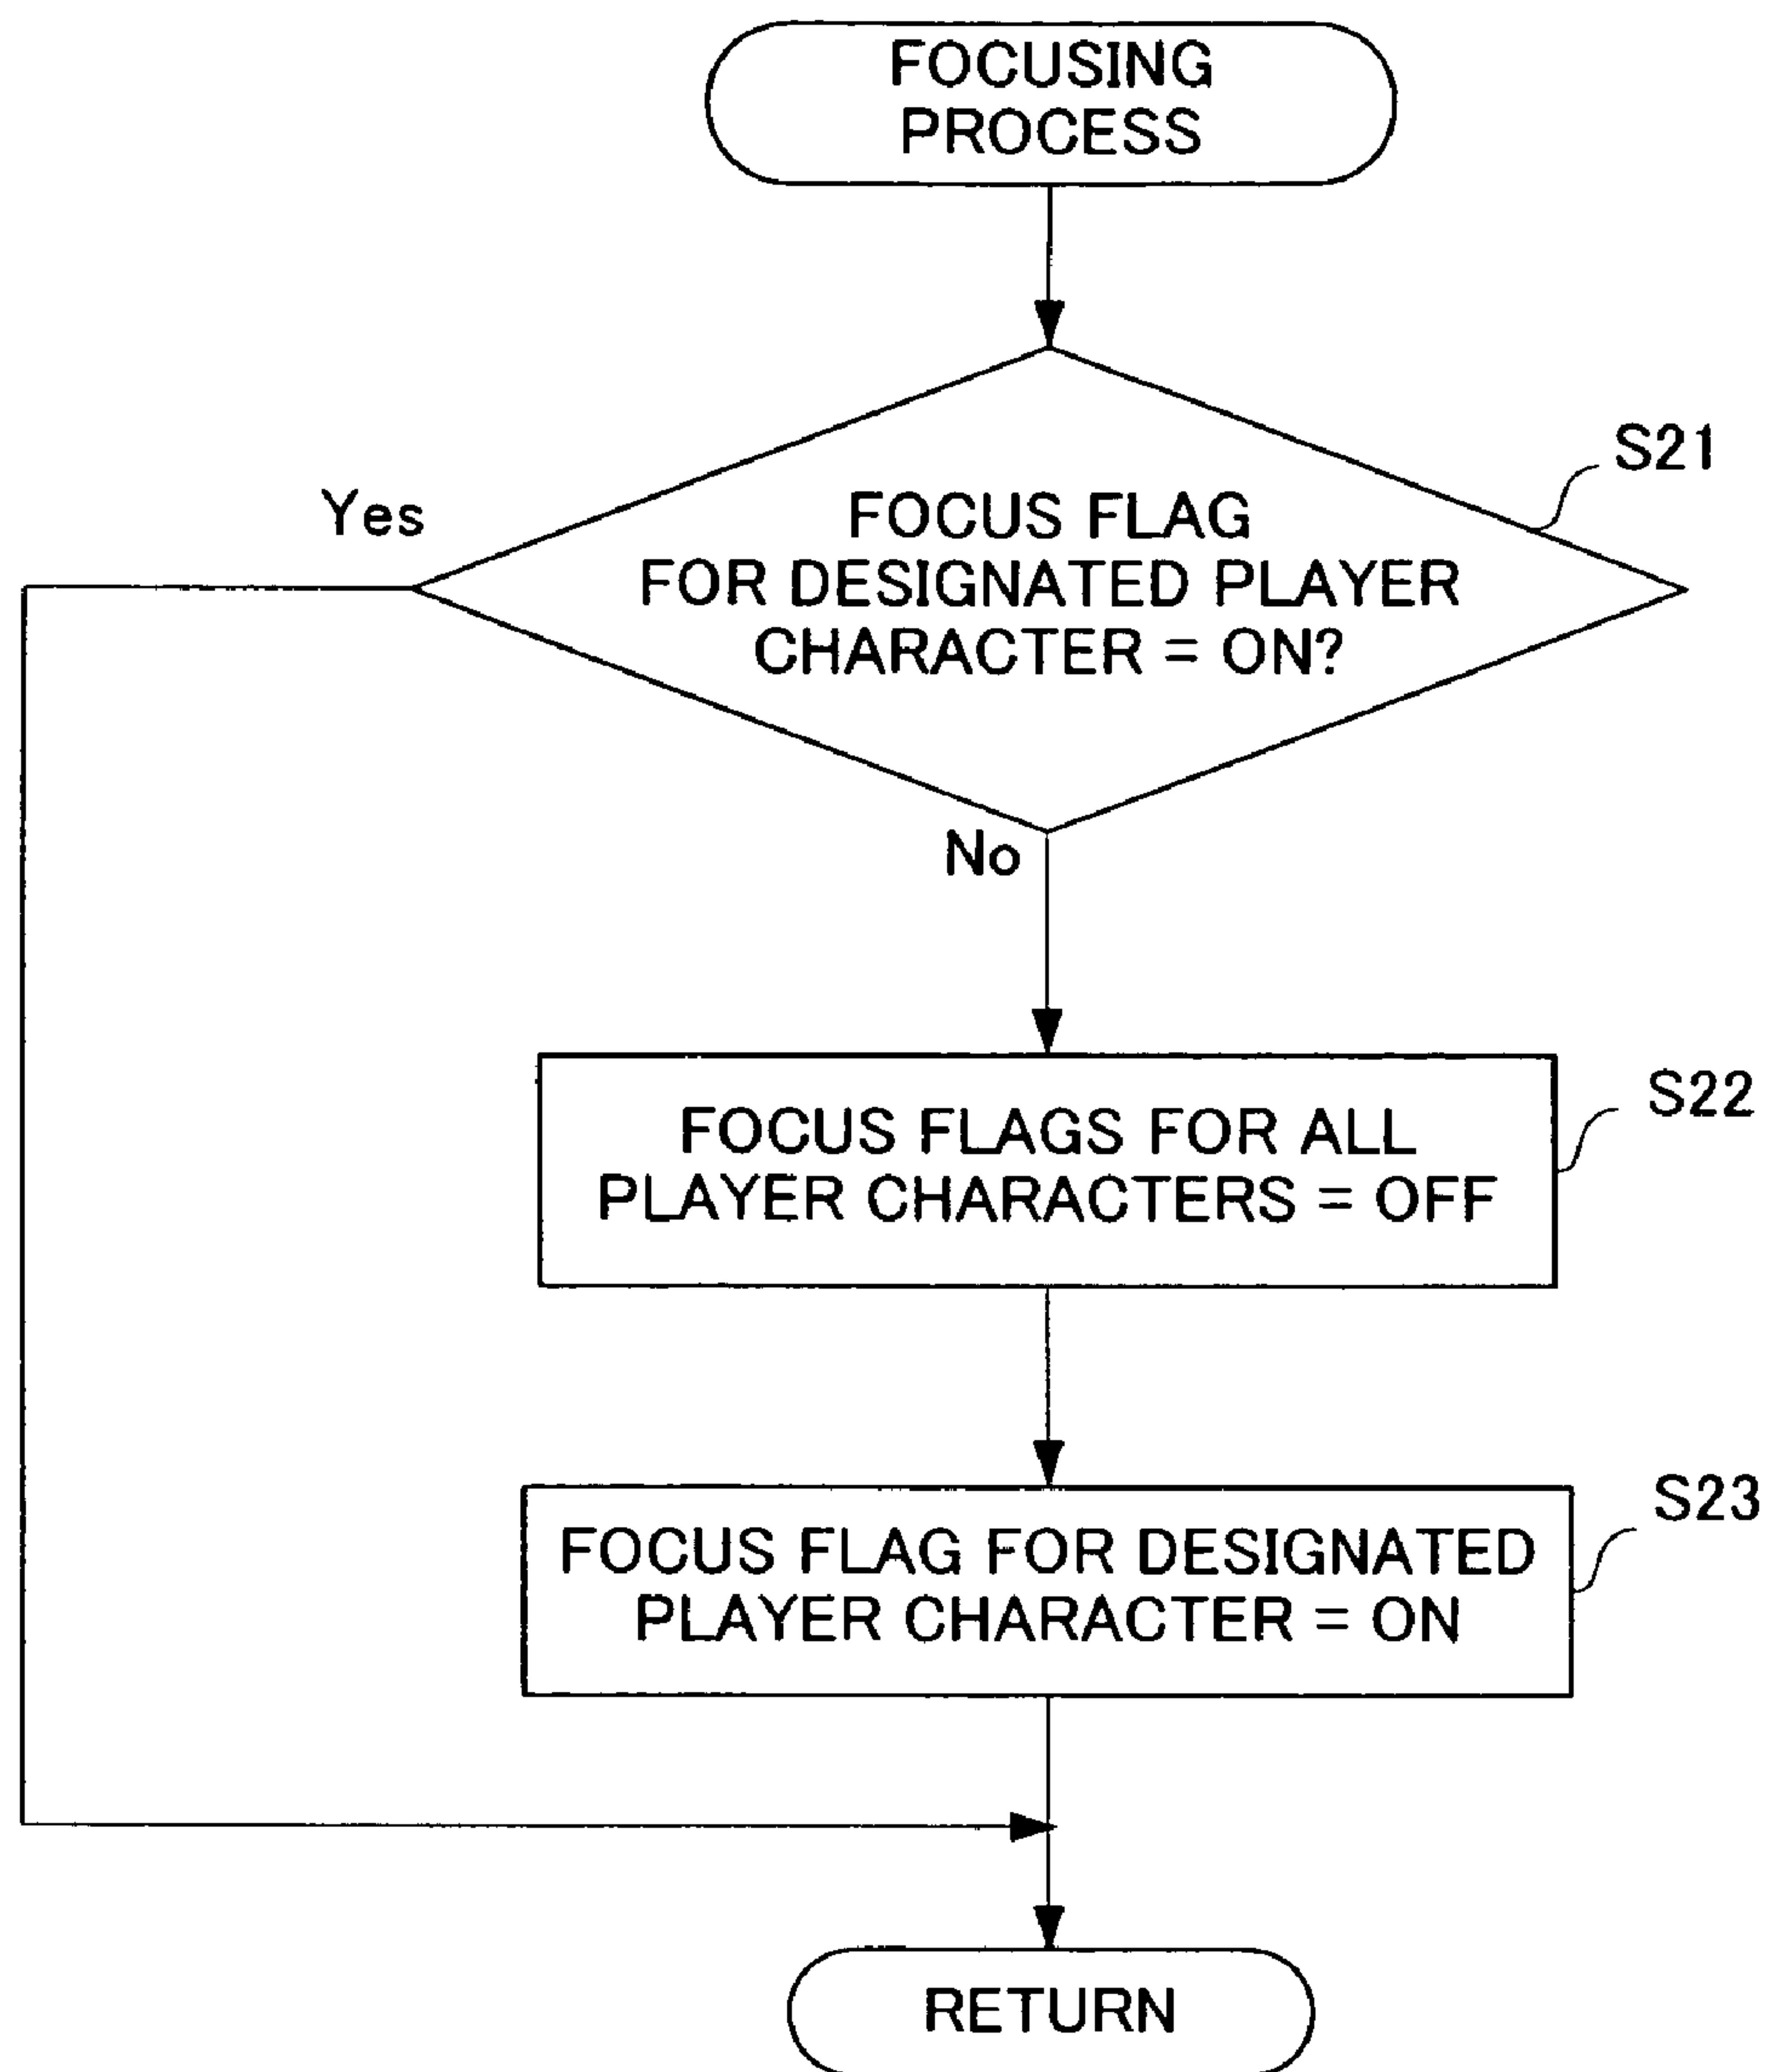 FOCUSING
PROCESS
S21
Yes
FOCUS FLAG
FOR DESIGNATED PLAYER
CHARACTER = ON?
No
S22
FOCUS FLAGS FOR ALL
PLAYER CHARACTERS = OFF
S23
FOCUS FLAG FOR DESIGNATED
PLAYER CHARACTER = ON
RETURN